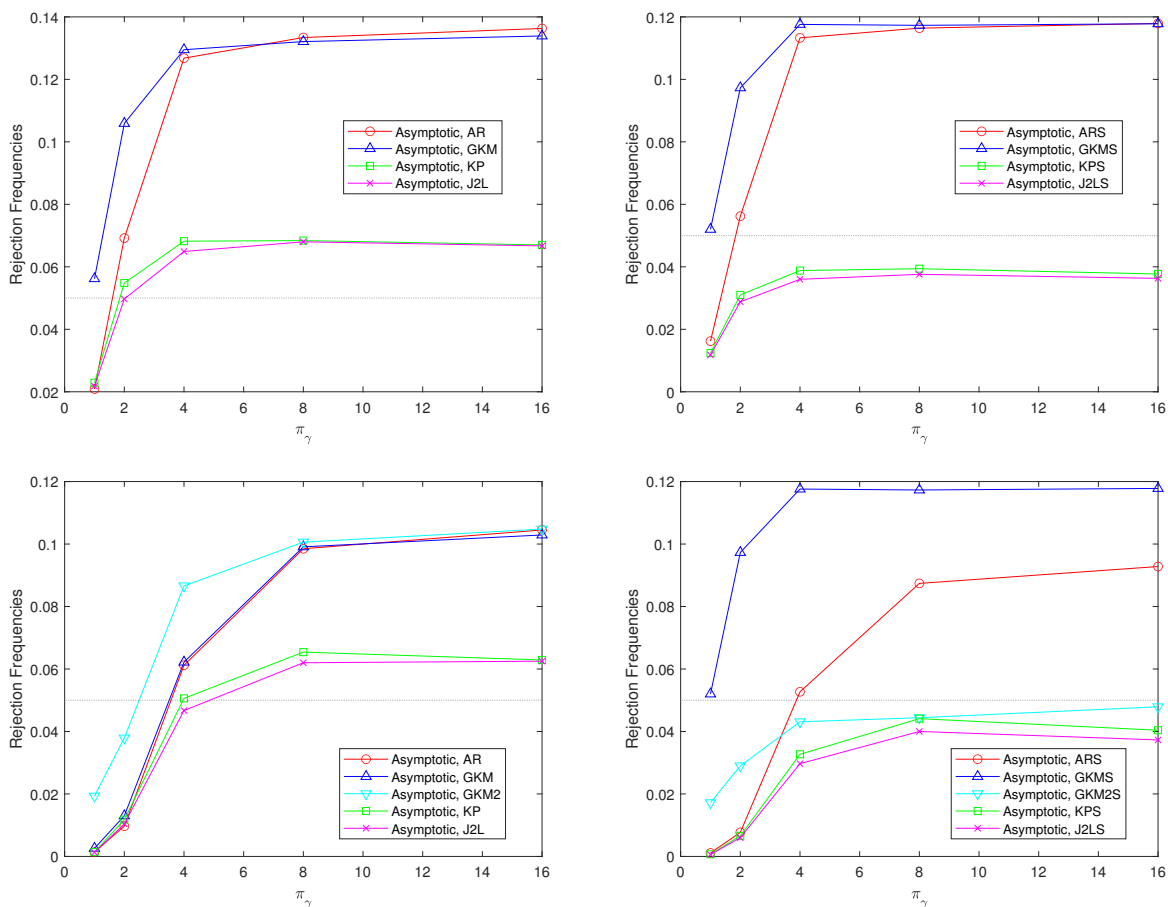 0.14
0.12
0.1
0.08
0.06
0.04
0.02
Rejection Frequencies
Asymptotic, AR
Asymptotic, GKM
Asymptotic, KP
Asymptotic, J2L
0 2 4 6 8 10 12 14 16
π_γ
0.12
0.1
0.08
0.06
0.04
0.02
0
Rejection Frequencies
Asymptotic, ARS
Asymptotic, GKMS
Asymptotic, KPS
Asymptotic, J2LS
0 2 4 6 8 10 12 14 16
π_γ
0.12
0.1
0.08
0.06
0.04
0.02
0
Rejection Frequencies
Asymptotic, AR
Asymptotic, GKM
Asymptotic, GKM2
Asymptotic, KP
Asymptotic, J2L
0 2 4 6 8 10 12 14 16
π_γ
0.12
0.1
0.08
0.06
0.04
0.02
0
Rejection Frequencies
Asymptotic, ARS
Asymptotic, GKMS
Asymptotic, GKM2S
Asymptotic, KPS
Asymptotic, J2LS
0 2 4 6 8 10 12 14 16
π_γ